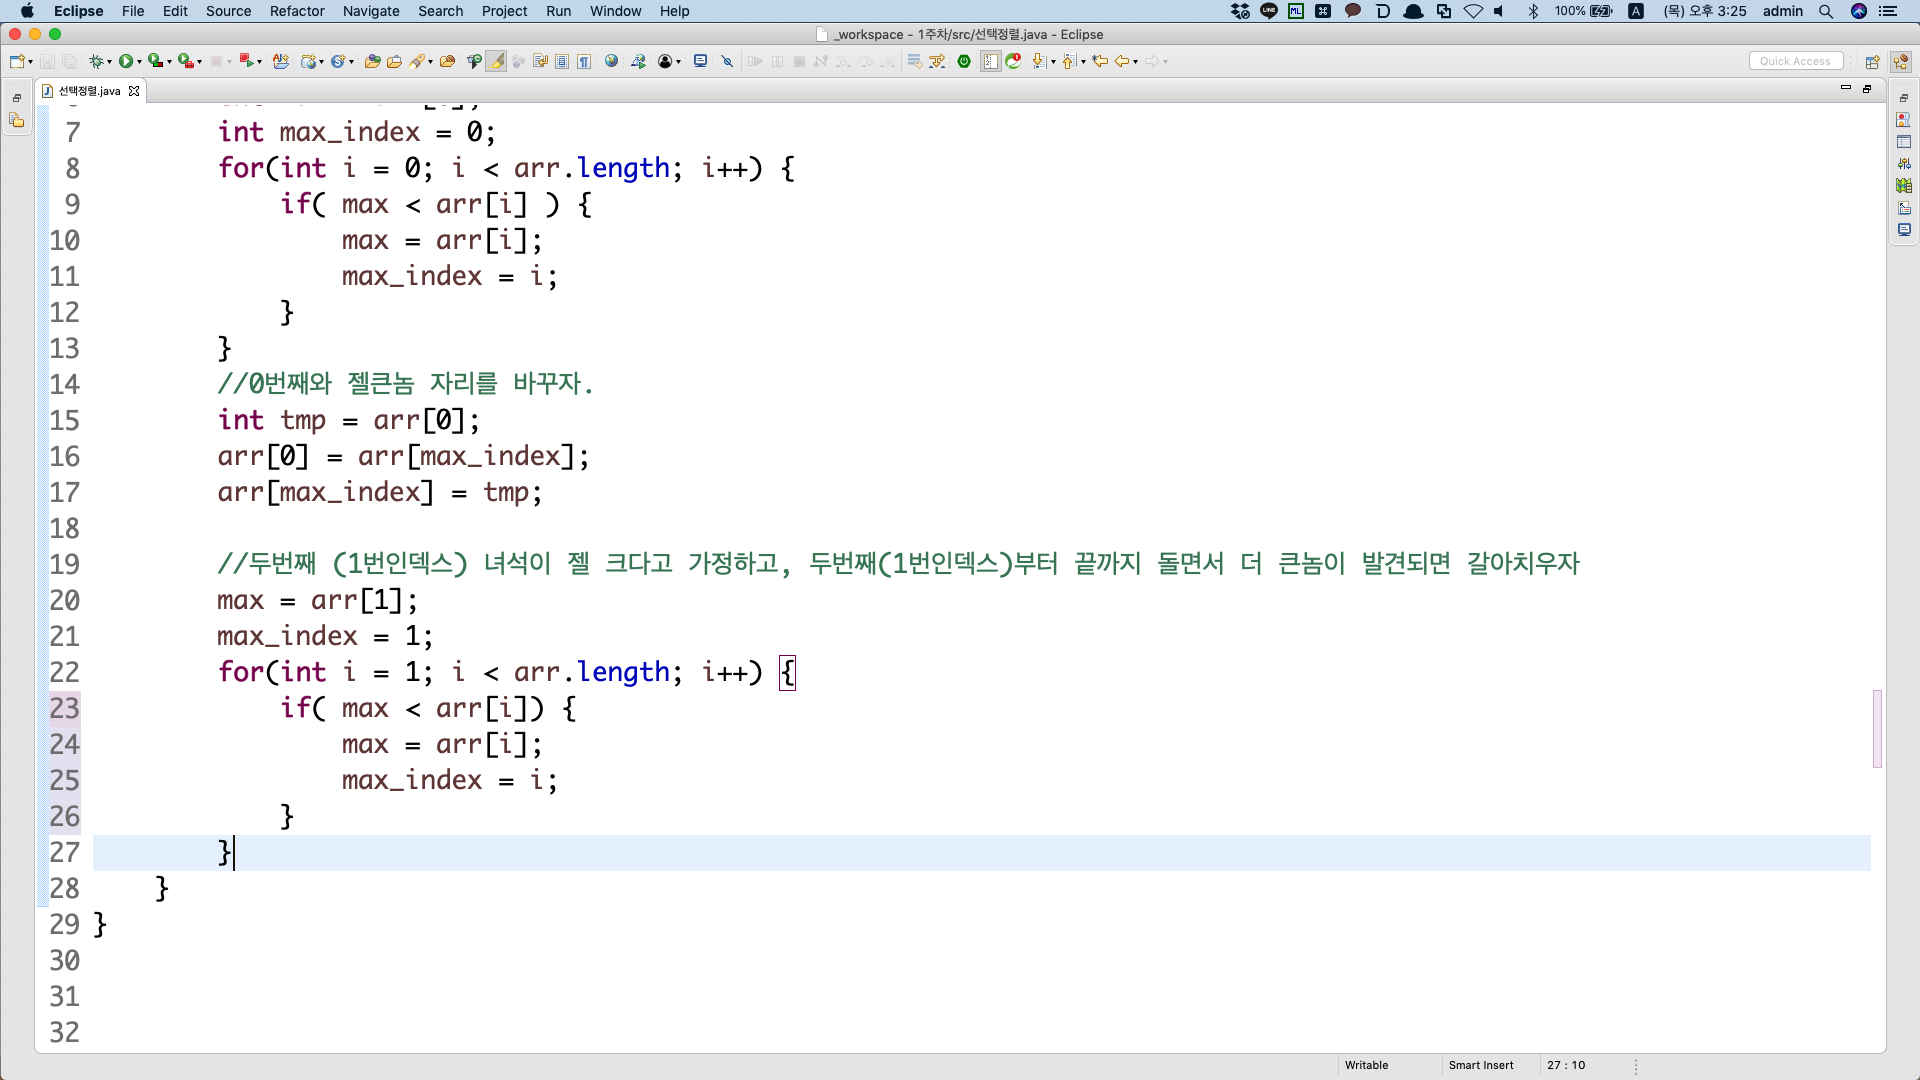 Eclipse File Edit Source Refactor Navigate Search Project Run Window Help 100% A (목) 오후 3:25 admin
_workspace - 1주차/src/선택정렬.java - Eclipse
Quick Access
선택정렬.java
7 int max_index = 0;
8 for(int i = 0; i < arr.length; i++) {
9 if( max < arr[i] ) {
10 max = arr[i];
11 max_index = i;
12 }
13 }
14 //0번째와 젤큰놈 자리를 바꾸자.
15 int tmp = arr[0];
16 arr[0] = arr[max_index];
17 arr[max_index] = tmp;
18
19 //두번째 (1번인덱스) 녀석이 젤 크다고 가정하고, 두번째(1번인덱스)부터 끝까지 돌면서 더 큰놈이 발견되면 갈아치우자
20 max = arr[1];
21 max_index = 1;
22 for(int i = 1; i < arr.length; i++) {
23 if( max < arr[i]) {
24 max = arr[i];
25 max_index = i;
26 }
27 }
28 }
29 }
30
31
32
Writable Smart Insert 27 : 10